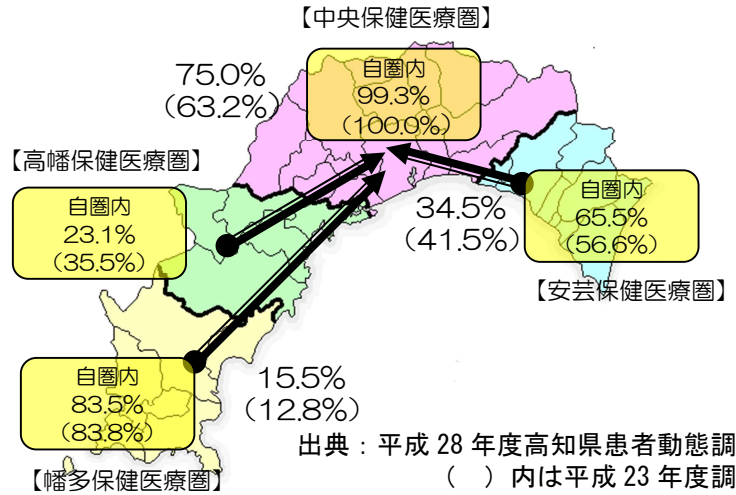 【中央保健医療圏】
自圏内
99.3%
(100.0%)
75.0%
(63.2%)
【高幡保健医療圏】
自圏内
23.1%
(35.5%)
34.5%
(41.5%)
自圏内
65.5%
(56.6%)
【安芸保健医療圏】
自圏内
83.5%
(83.8%)
15.5%
(12.8%)
【幡多保健医療圏】
出典：平成 28 年度高知県患者動態調
（　）内は平成 23 年度調